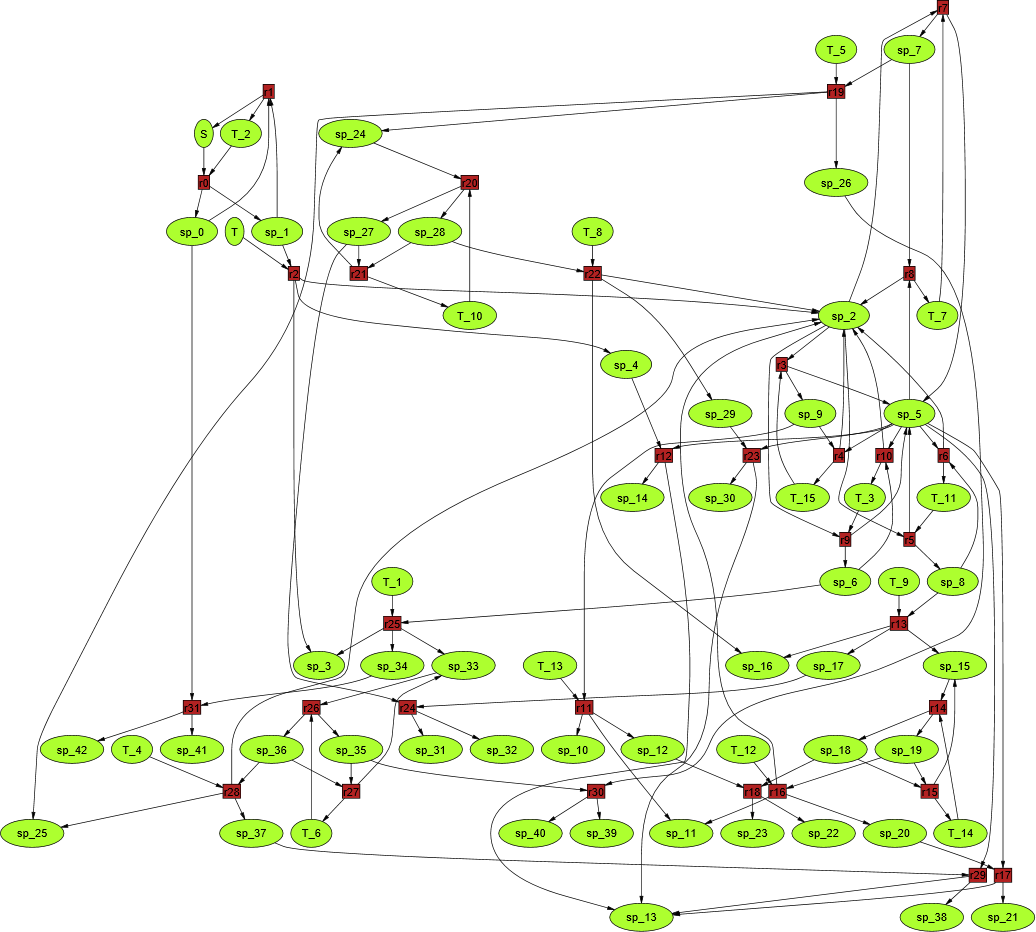 r7
T_5
sp_7
r1
r19
S
T_2
sp_24
r0
r20
sp_26
sp_0
T
sp_1
sp_27
sp_28
T_8
r2
r21
r22
r8
T_10
sp_2
T_7
sp_4
r3
sp_29
sp_9
sp_5
r12
r23
r4
r10
r6
sp_14
sp_30
T_15
T_3
T_11
r9
r5
T_1
sp_6
T_9
sp_8
r25
r13
sp_3
sp_34
sp_33
T_13
sp_16
sp_17
sp_15
r31
r26
r24
r11
r14
sp_42
T_4
sp_41
sp_36
sp_35
sp_31
sp_32
sp_10
sp_12
T_12
sp_18
sp_19
r28
r27
r30
r18
r16
r15
sp_25
sp_37
T_6
sp_40
sp_39
sp_11
sp_23
sp_22
sp_20
T_14
r29
r17
sp_13
sp_38
sp_21